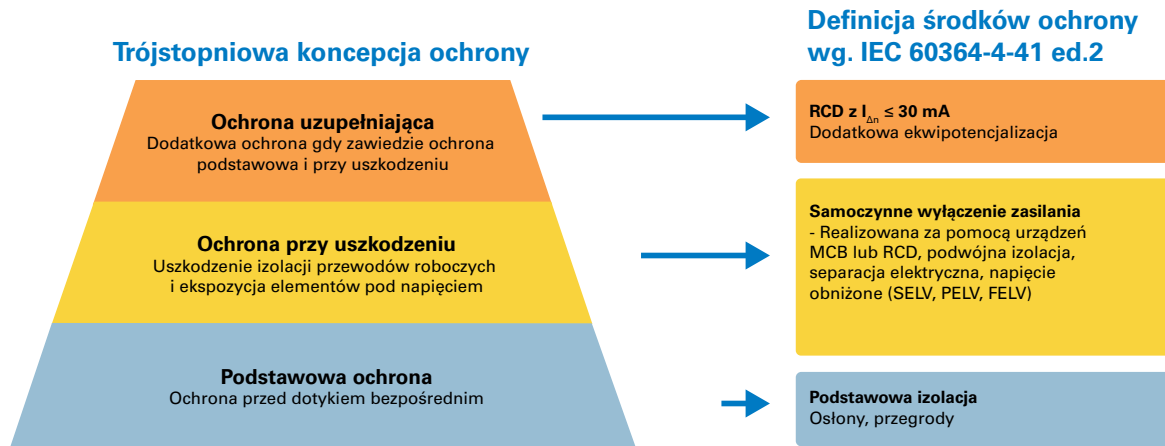 Trójstopniowa koncepcja ochrony
Definicja środków ochrony
wg. IEC 60364-4-41 ed.2
Ochrona uzupełniająca
Dodatkowa ochrona gdy zawiedzie ochrona
podstawowa i przy uszkodzeniu
RCD z IΔn ≤ 30 mA
Dodatkowa ekwipotencjalizacja
Ochrona przy uszkodzeniu
Uszkodzenie izolacji przewodów roboczych
i ekspozycja elementów pod napięciem
Samoczynne wyłączenie zasilania
- Realizowana za pomocą urządzeń
MCB lub RCD, podwójna izolacja,
separacja elektryczna, napięcie
obniżone (SELV, PELV, FELV)
Podstawowa ochrona
Ochrona przed dotykiem bezpośrednim
Podstawowa izolacja
Osłony, przegrody